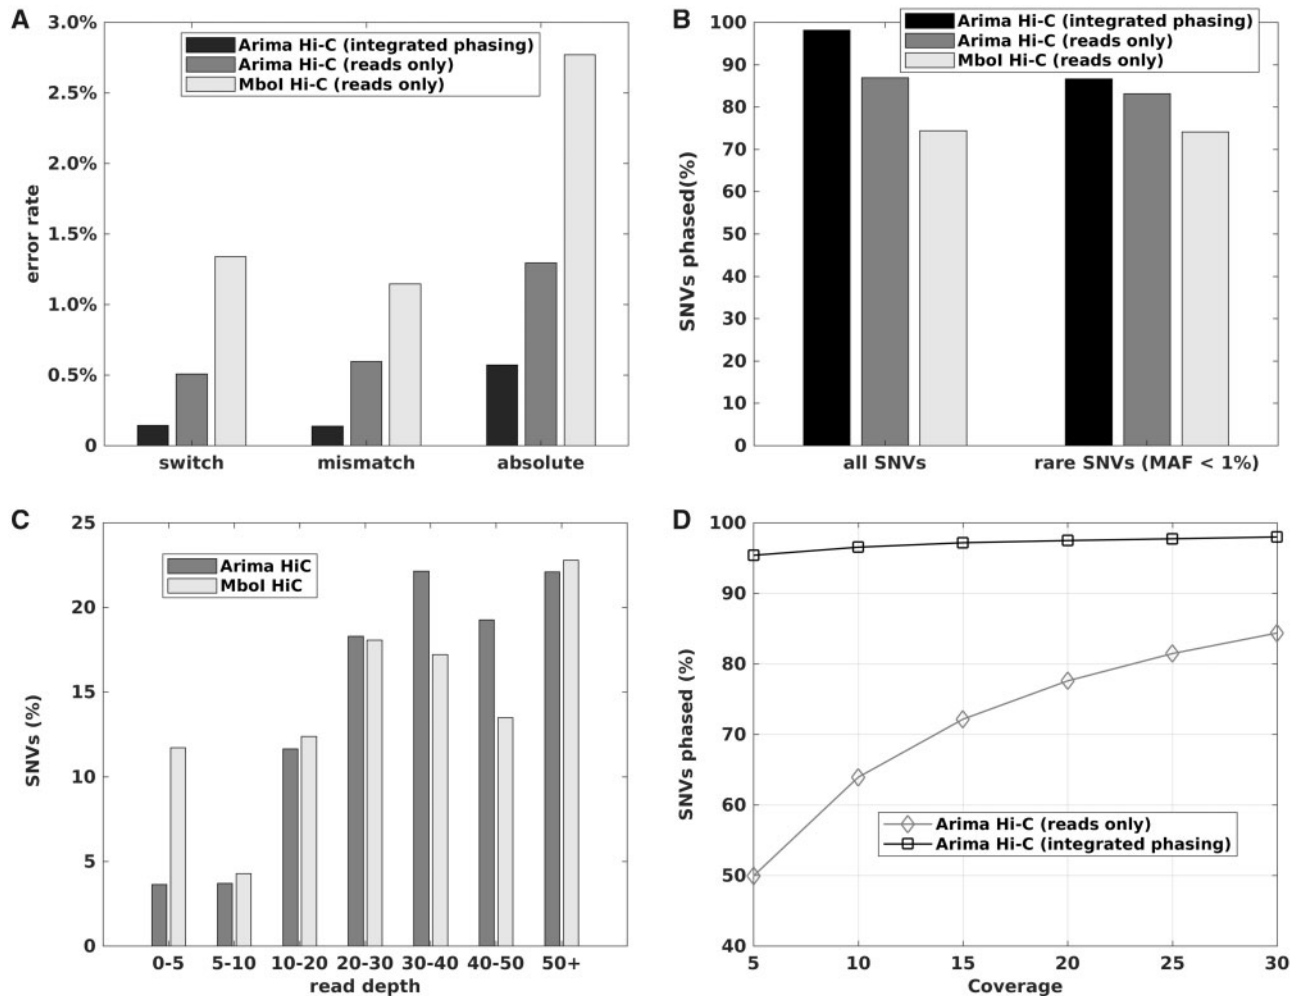 A
3.0%
2.5%
2.0%
1.5%
1.0%
0.5%
0
error rate
Arima Hi-C (integrated phasing)
Arima Hi-C (reads only)
MboI Hi-C (reads only)
switch
mismatch
absolute
B
100
90
80
70
60
50
40
30
20
10
0
SNVs phased(%)
Arima Hi-C (integrated phasing)
Arima Hi-C (reads only)
MboI Hi-C (reads only)
all SNVs
rare SNVs (MAF < 1%)
C
25
20
15
10
5
0
SNVs (%)
Arima HiC
MboI HiC
0-5
5-10
10-20
20-30
30-40
40-50
50+
read depth
D
100
90
80
70
60
50
40
SNVs phased (%)
Arima Hi-C (reads only)
Arima Hi-C (integrated phasing)
5
10
15
20
25
30
Coverage